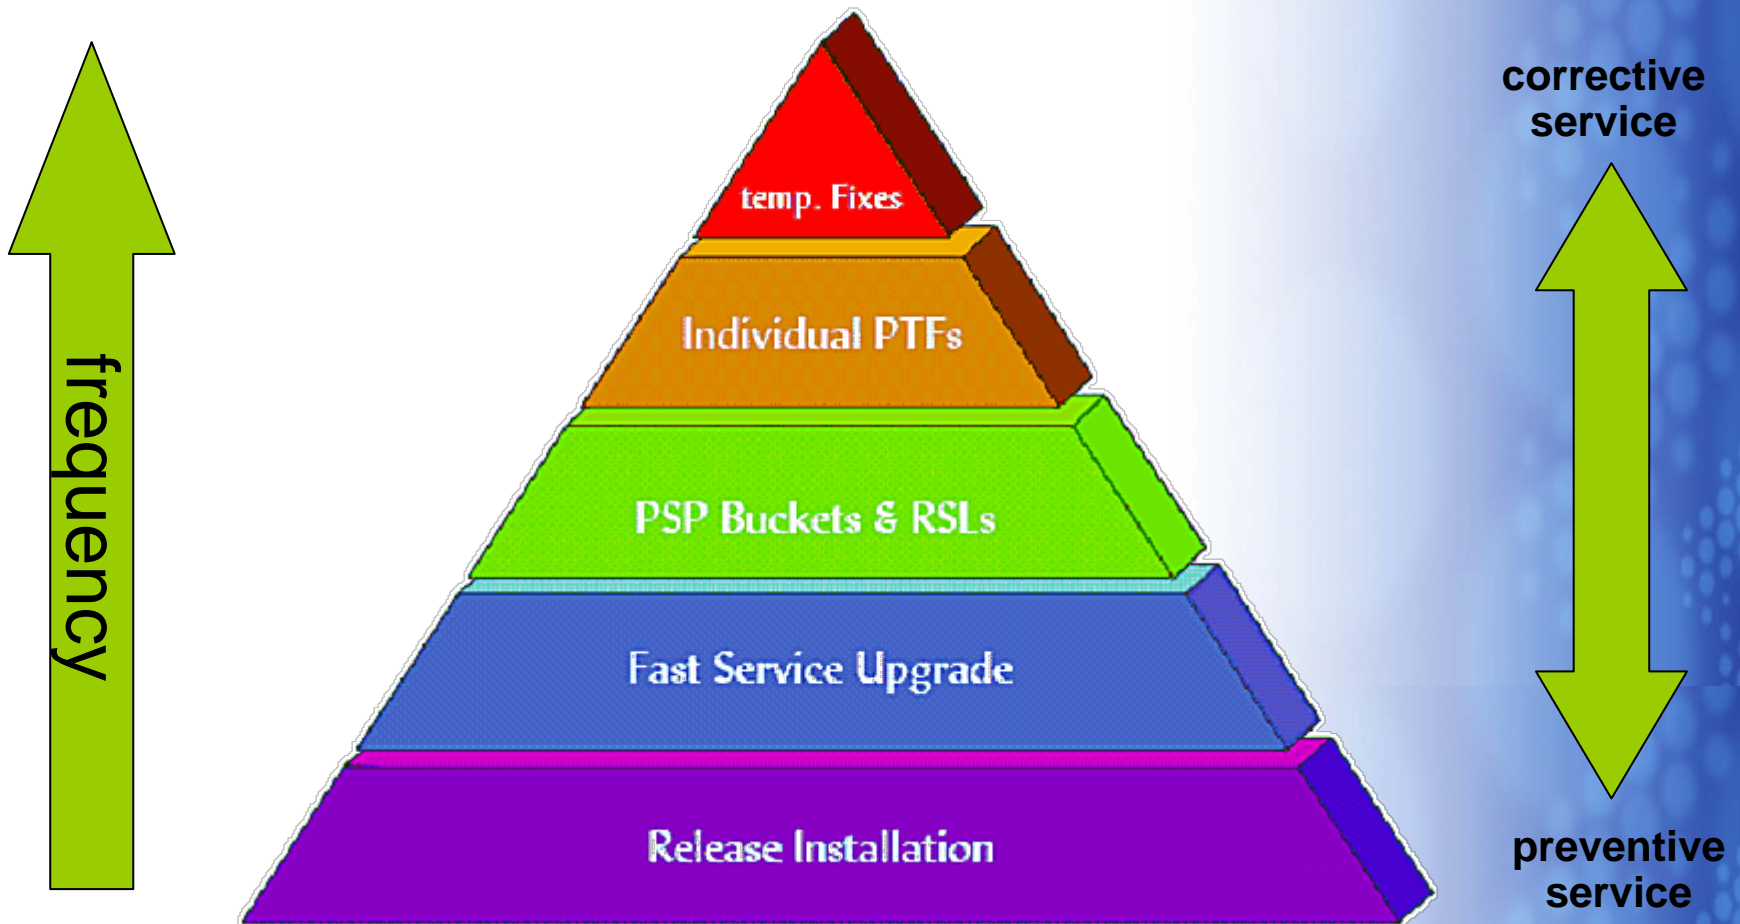 corrective
service
temp. Fixes
Individual PTFs
frequency
PSP Buckets & RSLs
Fast Service Upgrade
Release Installation
preventive
service